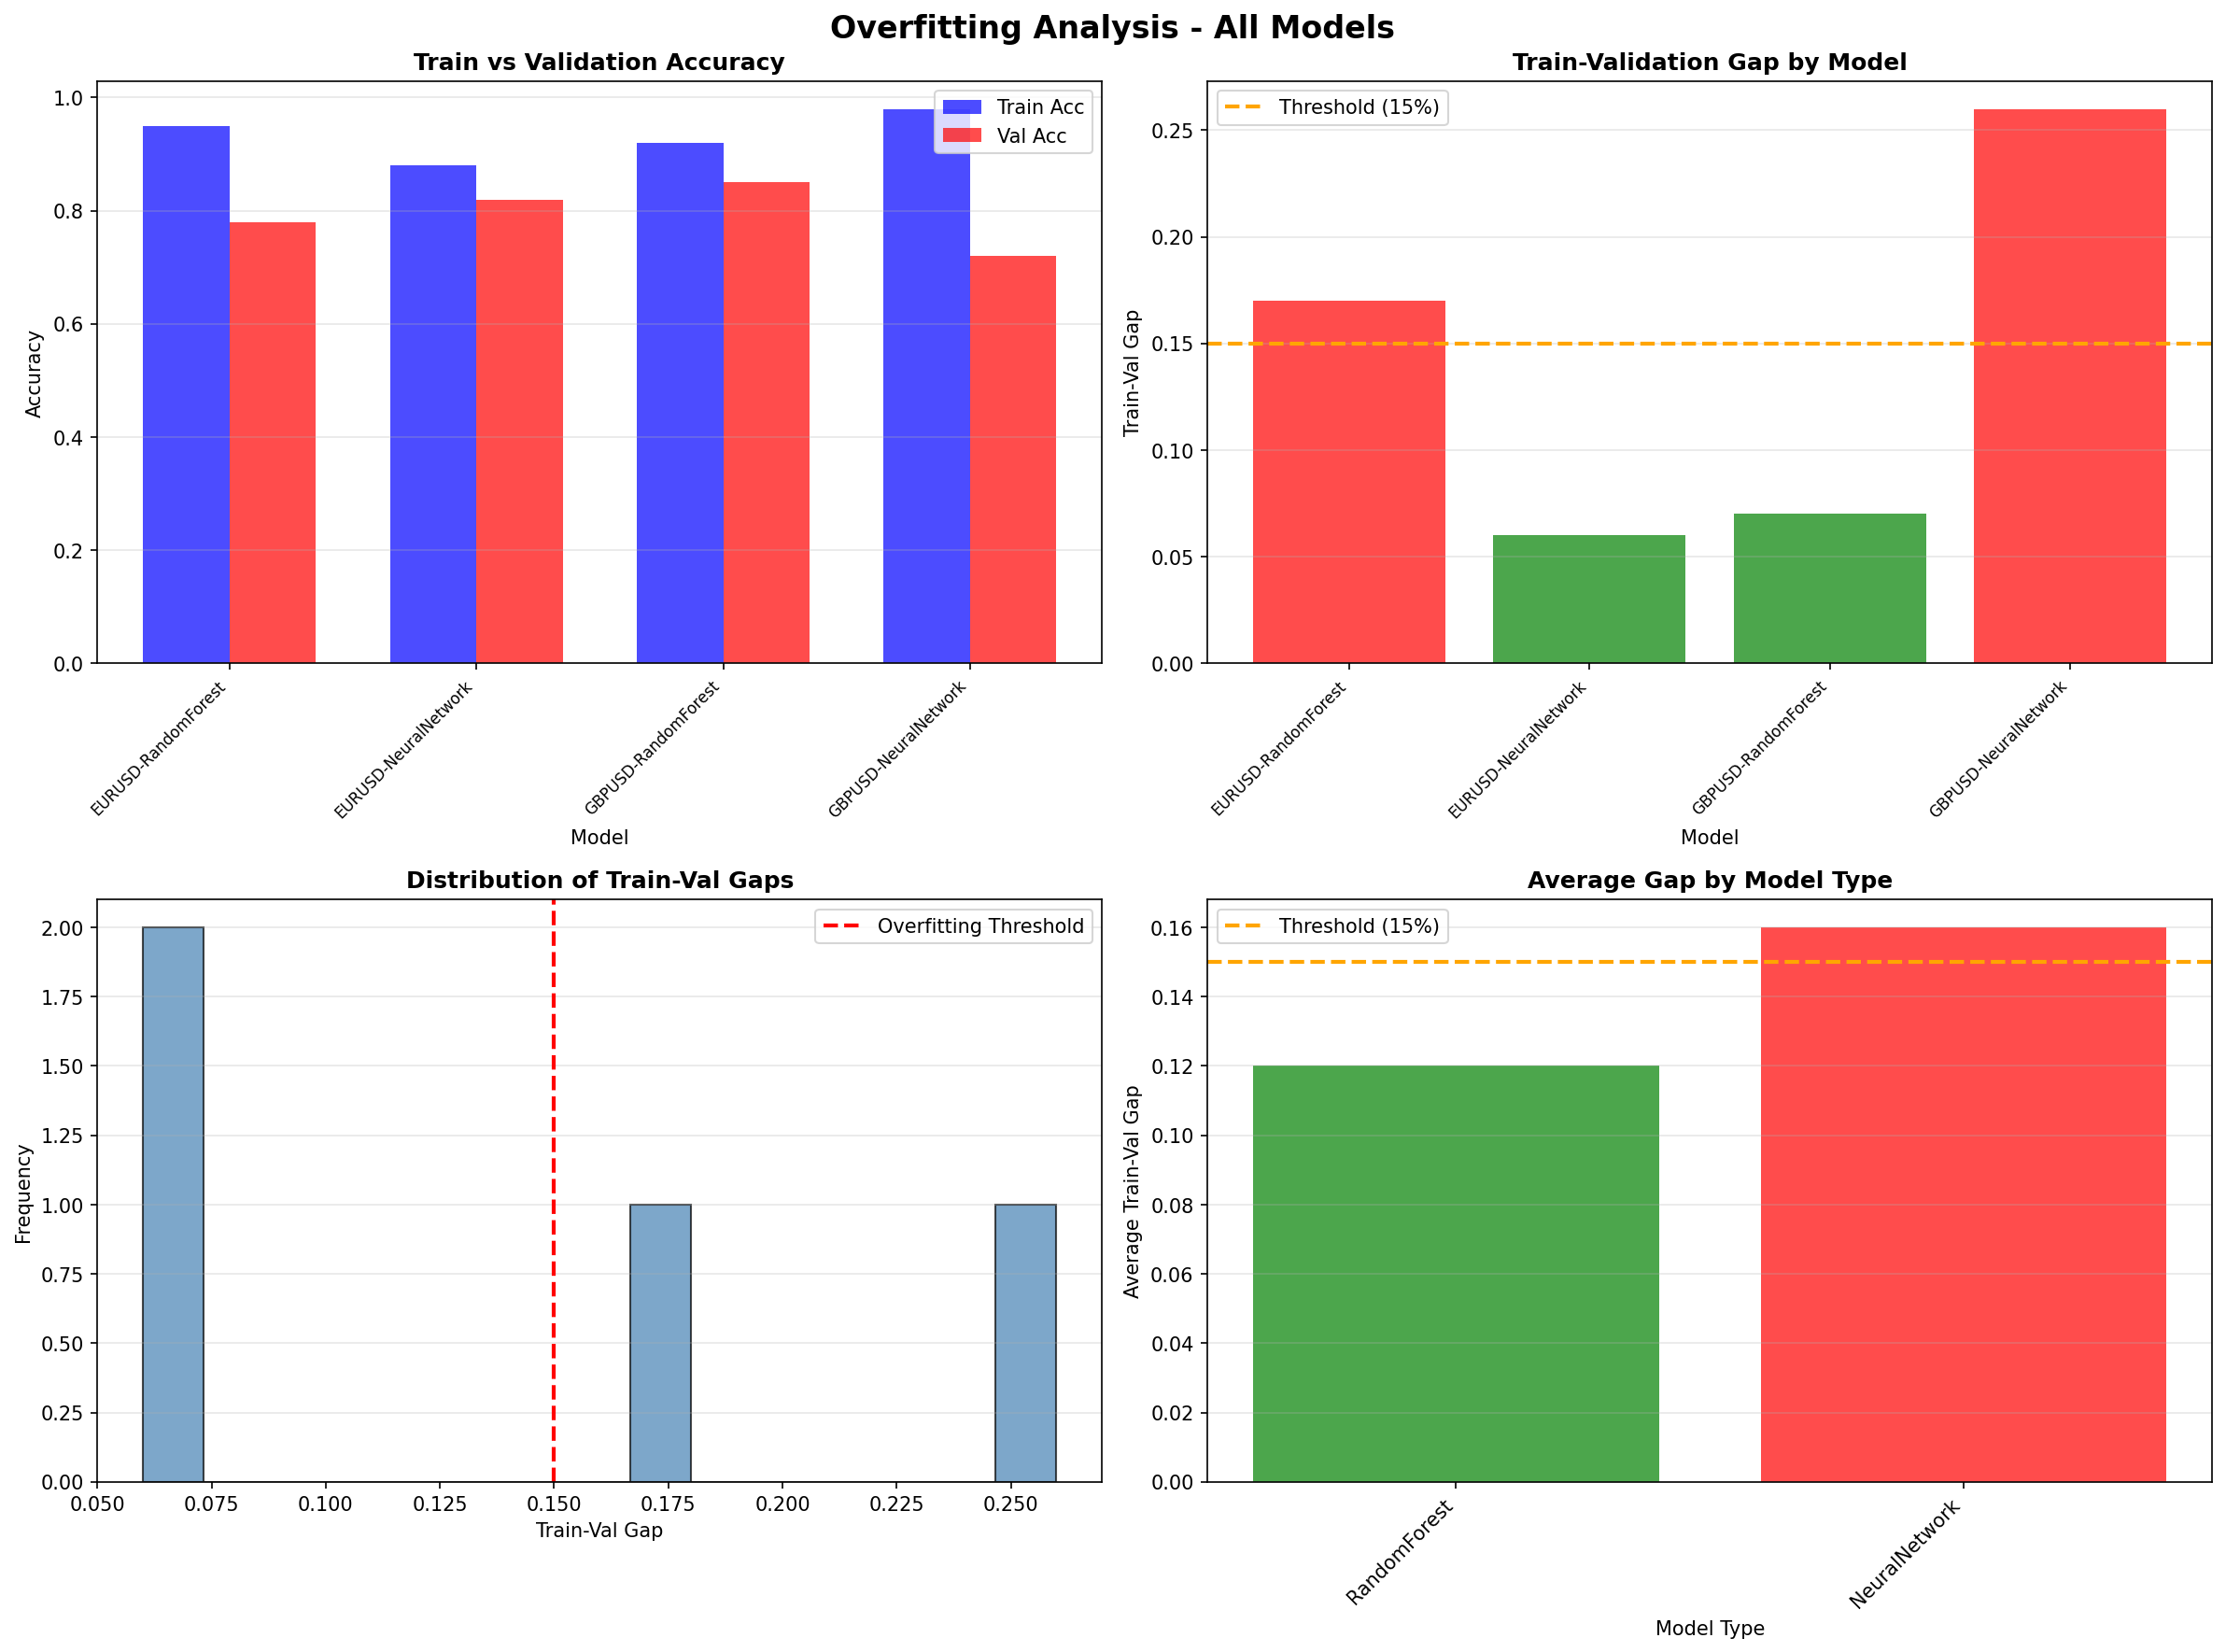 Overfitting Analysis - All Models
Train vs Validation Accuracy
Train Acc
Val Acc
1.0
0.8
0.6
0.4
0.2
0.0
Accuracy
EURUSD-RandomForest
EURUSD-NeuralNetwork
GBPUSD-RandomForest
GBPUSD-NeuralNetwork
Model
Train-Validation Gap by Model
Threshold (15%)
0.25
0.20
0.15
0.10
0.05
0.00
Train-Val Gap
EURUSD-RandomForest
EURUSD-NeuralNetwork
GBPUSD-RandomForest
GBPUSD-NeuralNetwork
Model
Distribution of Train-Val Gaps
Overfitting Threshold
2.00
1.75
1.50
1.25
1.00
0.75
0.50
0.25
0.00
Frequency
0.050 0.075 0.100 0.125 0.150 0.175 0.200 0.225 0.250
Train-Val Gap
Average Gap by Model Type
Threshold (15%)
0.16
0.14
0.12
0.10
0.08
0.06
0.04
0.02
0.00
Average Train-Val Gap
RandomForest
NeuralNetwork
Model Type